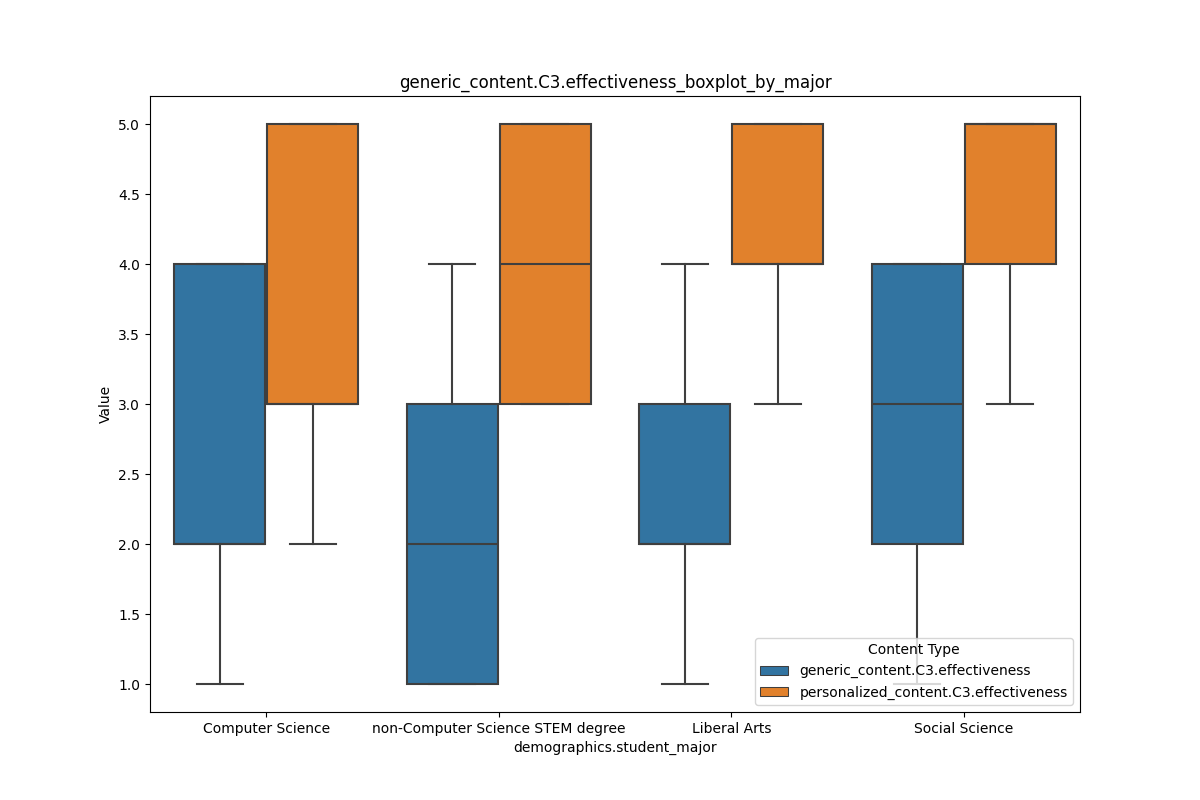 generic_content.C3.effectiveness_boxplot_by_major
5.0
4.5
4.0
3.5
3.0
2.5
2.0
1.5
1.0
Value
Computer Science
non-Computer Science STEM degree
Liberal Arts
Social Science
demographics.student_major
Content Type
generic_content.C3.effectiveness
personalized_content.C3.effectiveness